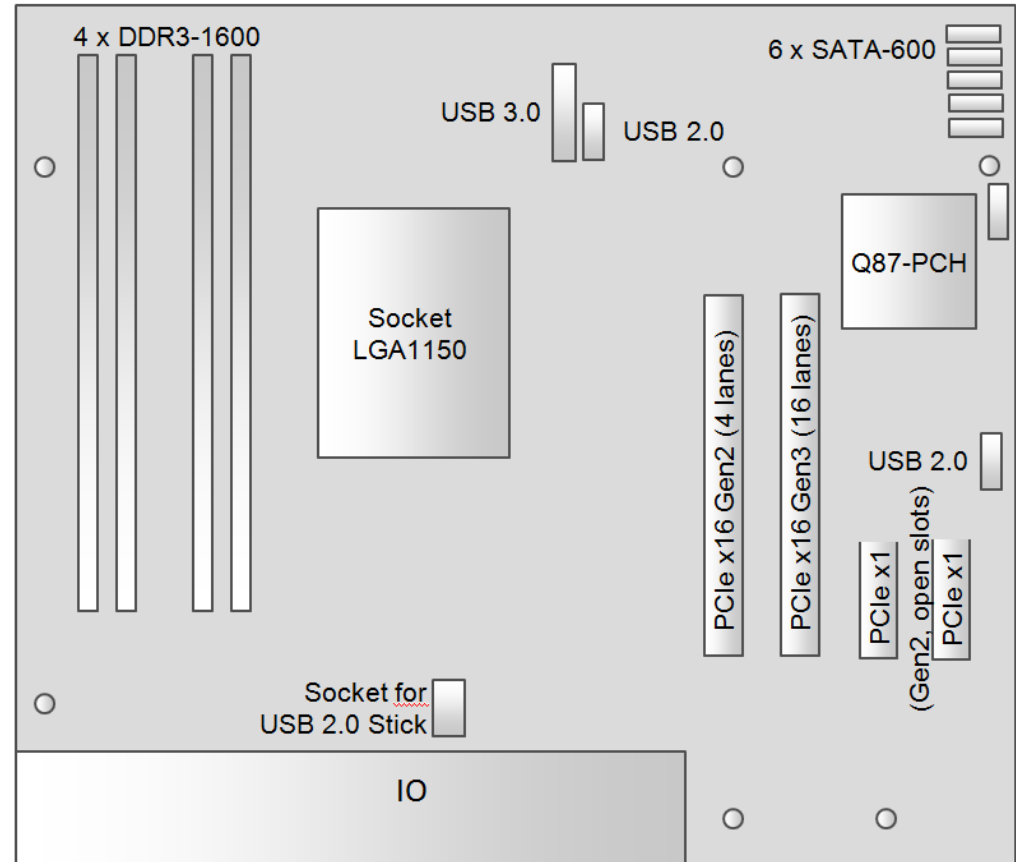 4 x DDR3-1600
6 x SATA-600
USB 3.0
USB 2.0
Q87-PCH
Socket
LGA1150
PCIe x16 Gen2 (4 lanes)
PCIe x16 Gen3 (16 lanes)
USB 2.0
PCIe x1
(Gen2, open slots)
PCIe x1
Socket for
USB 2.0 Stick
IO